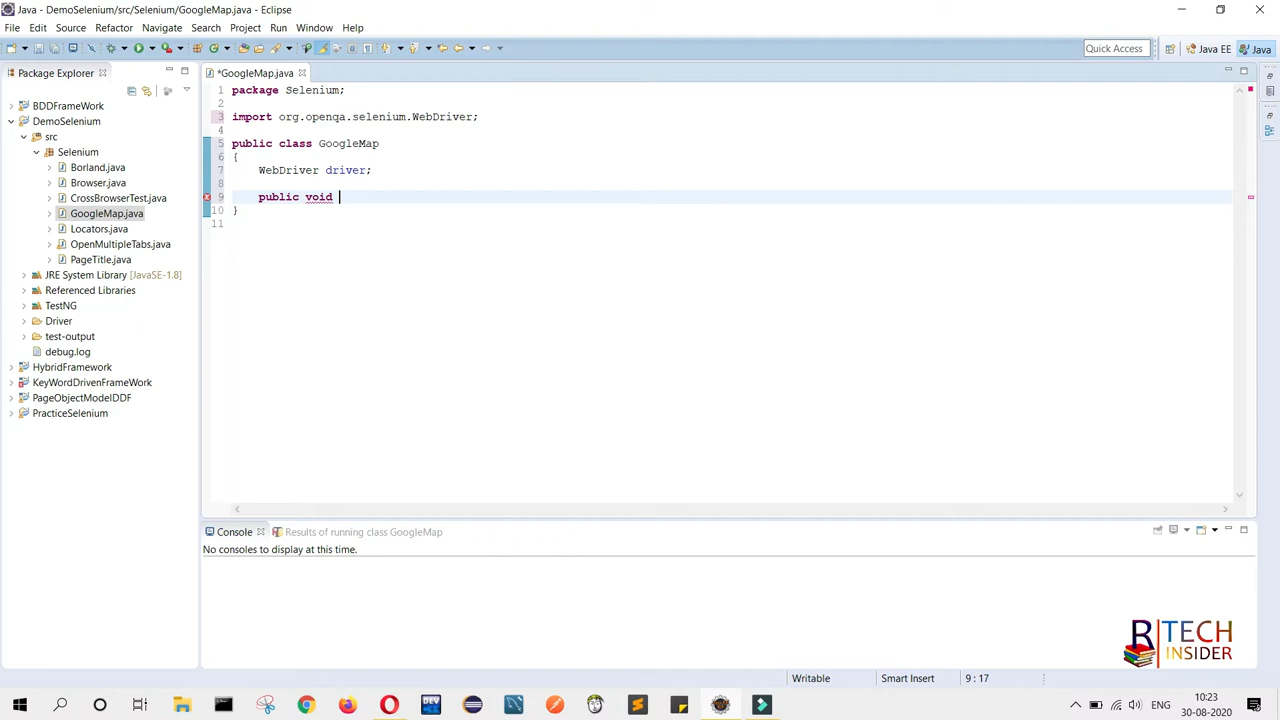 Java - DemoSelenium/src/Selenium/GoogleMap.java - Eclipse
File Edit Source Refactor Navigate Search Project Run Window Help
Quick Access
Java EE
Java
Package Explorer
*GoogleMap.java
BDDFrameWork
DemoSelenium
src
Selenium
Borland.java
Browser.java
CrossBrowserTest.java
GoogleMap.java
Locators.java
OpenMultipleTabs.java
PageTitle.java
JRE System Library [JavaSE-1.8]
Referenced Libraries
TestNG
Driver
test-output
debug.log
HybridFramework
KeyWordDrivenFrameWork
PageObjectModelDDF
PracticeSelenium
1 package Selenium;
2
3 import org.openqa.selenium.WebDriver;
4
5 public class GoogleMap
6 {
7 WebDriver driver;
8
9 public void
10 }
11
Console
Results of running class GoogleMap
No consoles to display at this time.
RTECH
INSIDER
Writable
Smart Insert
9 : 17
DEV
ENG
10:23
30-08-2020